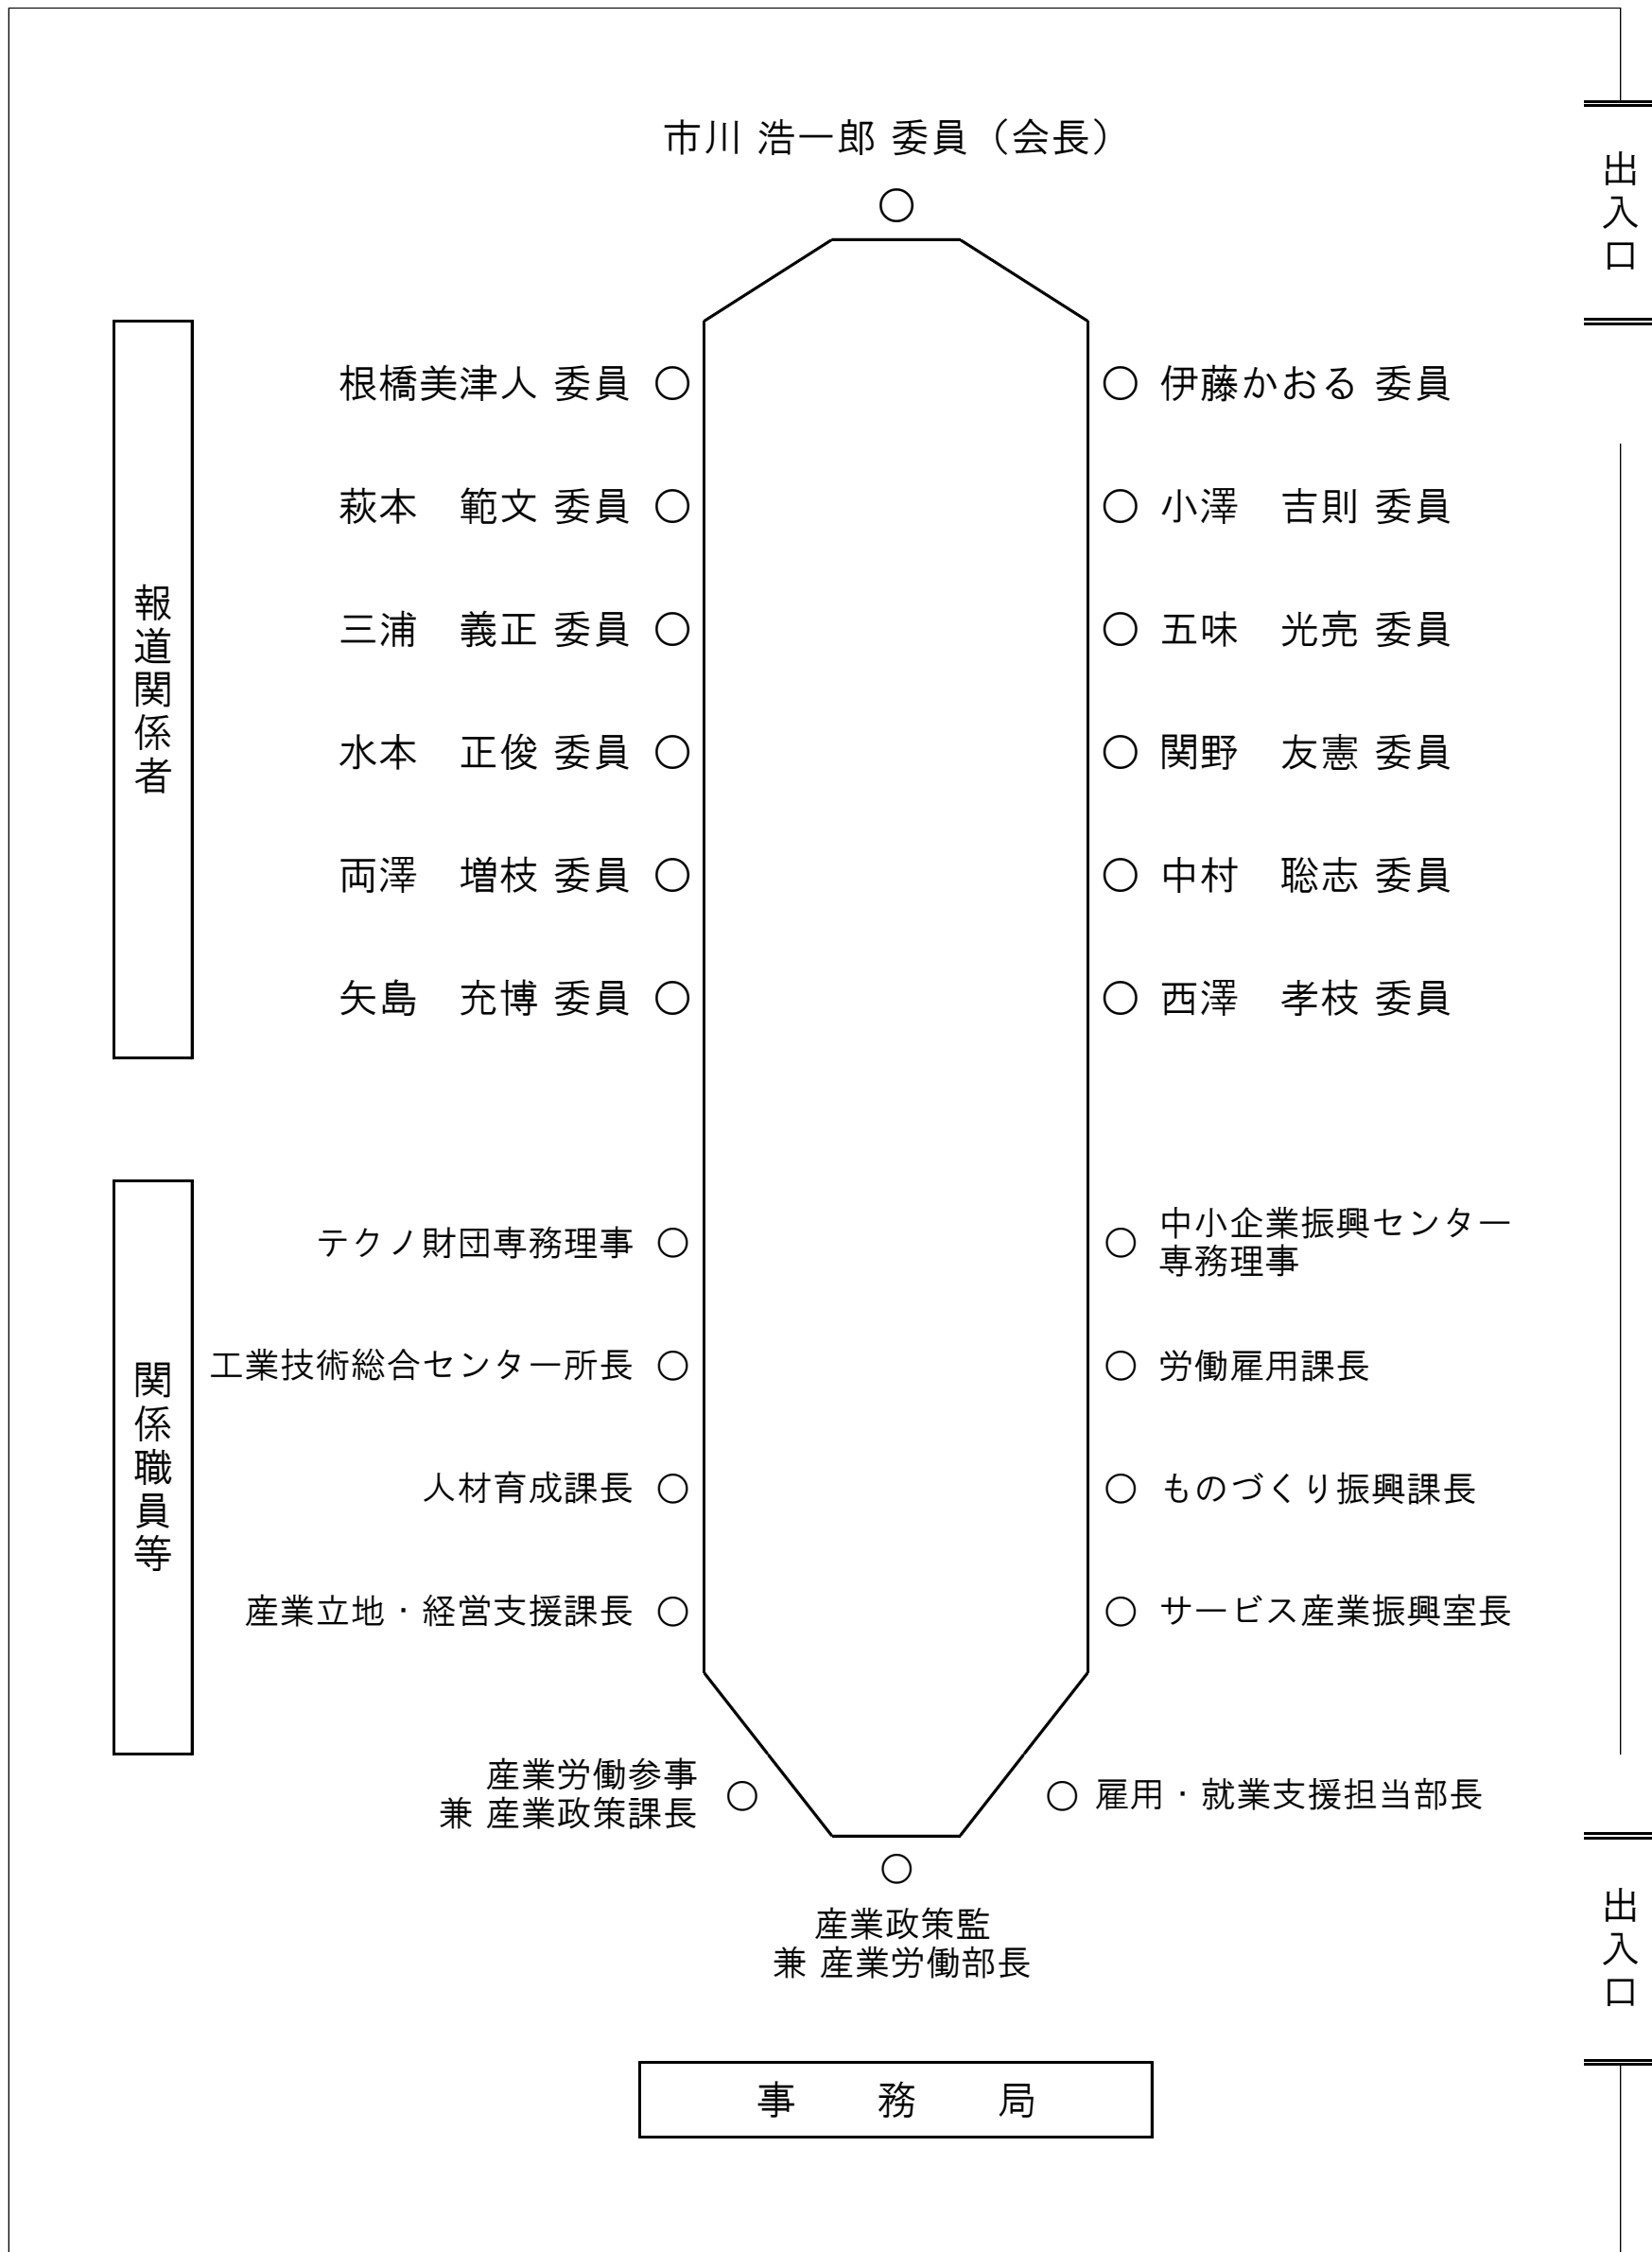 市川 浩一郎 委員（会長）
出入口
報道関係者
根橋美津人 委員
伊藤かおる 委員
萩本　範文 委員
小澤　吉則 委員
三浦　義正 委員
五味　光亮 委員
水本　正俊 委員
関野　友憲 委員
両澤　増枝 委員
中村　聡志 委員
矢島　充博 委員
西澤　孝枝 委員
関係職員等
テクノ財団専務理事
中小企業振興センター
専務理事
工業技術総合センター所長
労働雇用課長
人材育成課長
ものづくり振興課長
産業立地・経営支援課長
サービス産業振興室長
産業労働参事
兼 産業政策課長
雇用・就業支援担当部長
産業政策監
兼 産業労働部長
出入口
事　務　局